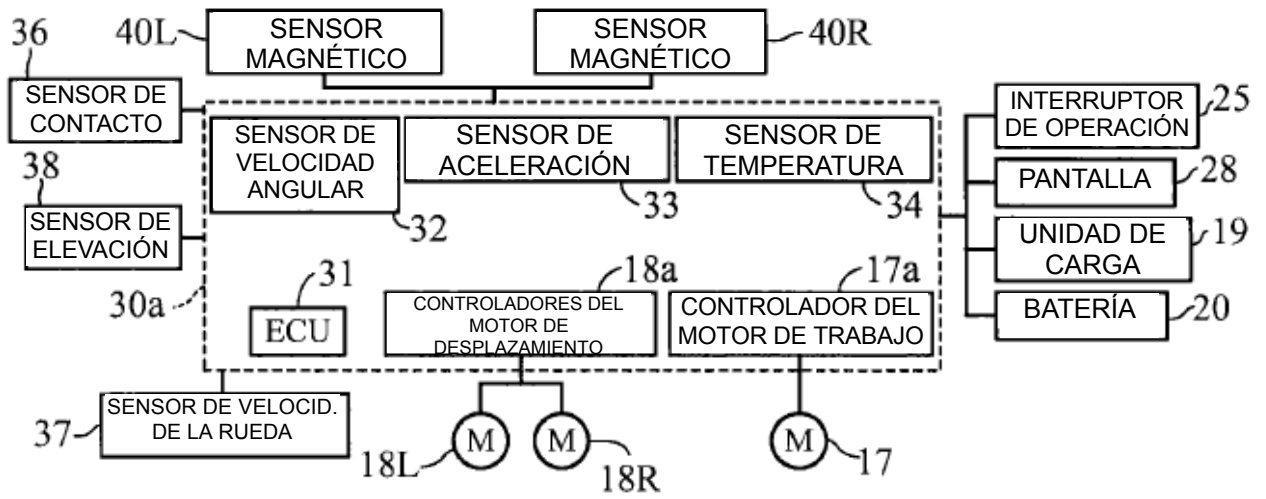 36
40L
SENSOR
MAGNÉTICO
SENSOR
MAGNÉTICO
40R
SENSOR DE
CONTACTO
SENSOR DE
VELOCIDAD
ANGULAR
32
SENSOR DE
ACELERACIÓN
33
SENSOR DE
TEMPERATURA
34
INTERRUPTOR
DE OPERACIÓN
25
PANTALLA
28
UNIDAD DE
CARGA
19
BATERÍA
20
38
SENSOR DE
ELEVACIÓN
30a
31
ECU
18a
CONTROLADORES DEL
MOTOR DE
DESPLAZAMIENTO
17a
CONTROLADOR DEL
MOTOR DE TRABAJO
SENSOR DE VELOCID.
DE LA RUEDA
37
M
18L
M
18R
M
17